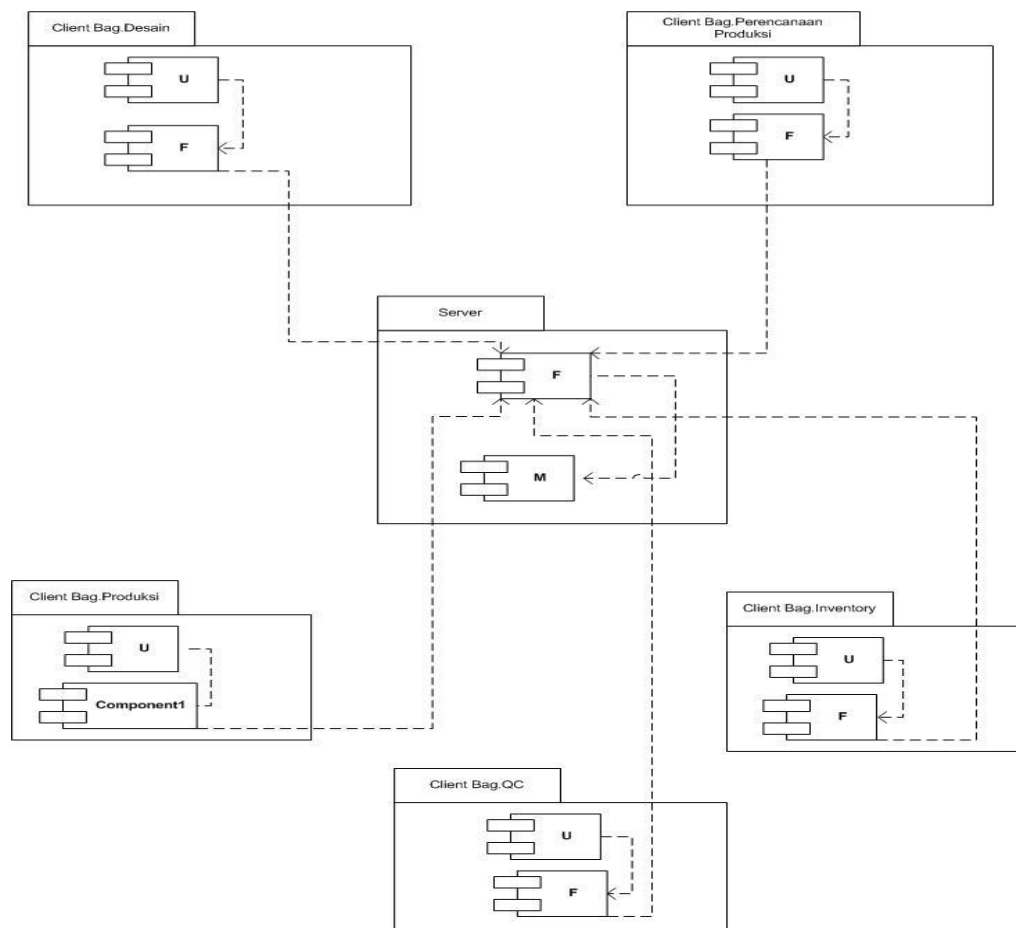 Client Bag.Desain
U
F
Client Bag.Perencanaan
Produksi
U
F
Server
F
M
Client Bag.Produksi
U
Component1
Client Bag.Inventory
U
F
Client Bag.QC
U
F